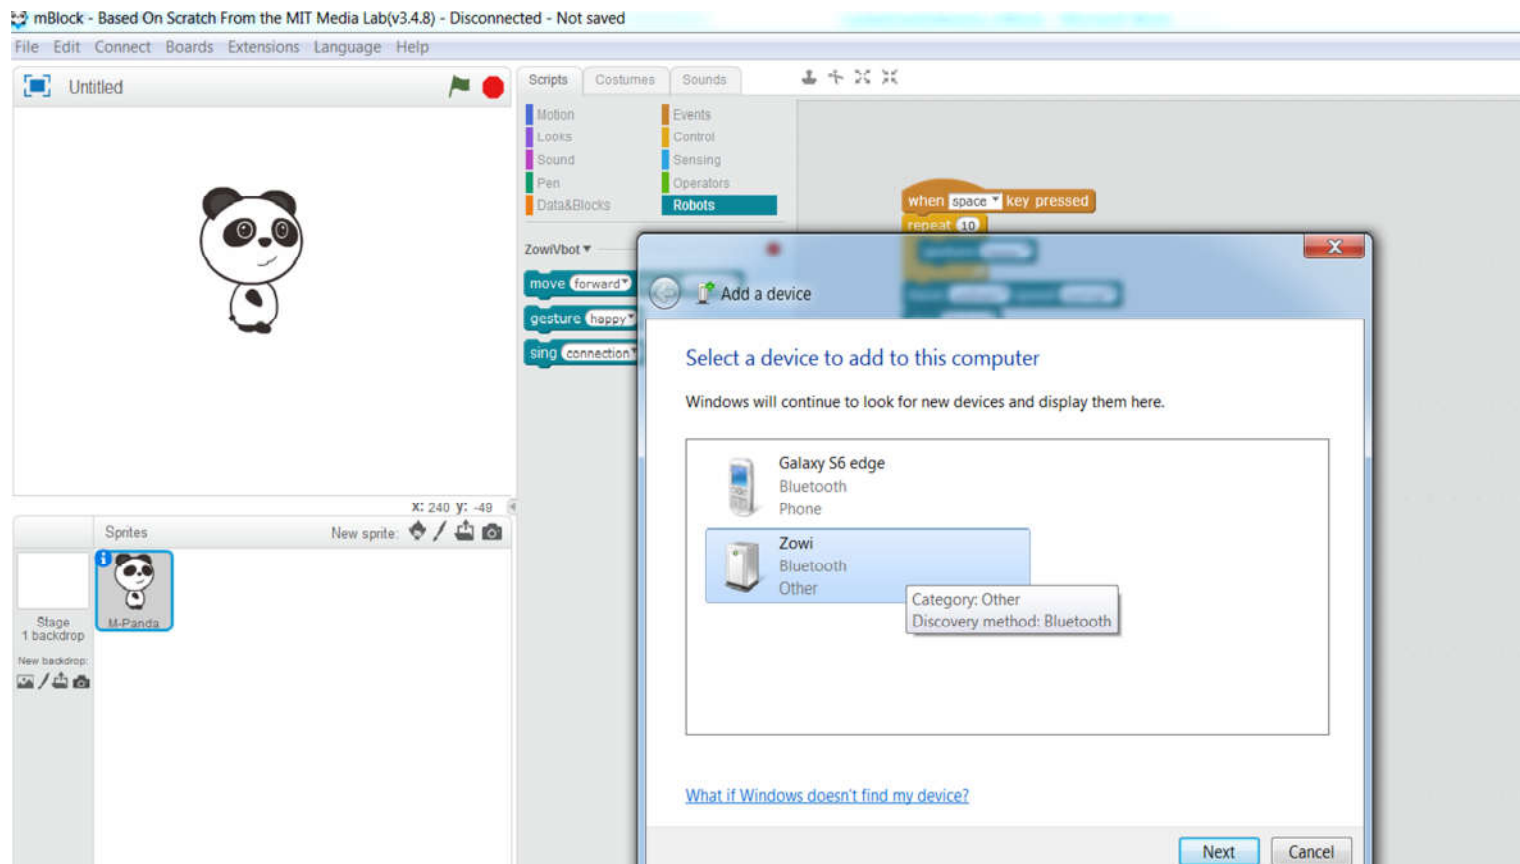 mBlock - Based On Scratch From the MIT Media Lab(v3.4.8) - Disconnected - Not saved
File Edit Connect Boards Extensions Language Help
Untitled
Scripts Costumes Sounds
Motion Events
Looks Control
Sound Sensing
Pen Operators
Data&Blocks Robots
ZowiVbot
move forward
gesture happy
sing connection
when space key pressed
repeat 10
Add a device
Select a device to add to this computer
Windows will continue to look for new devices and display them here.
Galaxy S6 edge
Bluetooth
Phone
Zowi
Bluetooth
Other
Category: Other
Discovery method: Bluetooth
What if Windows doesn't find my device?
Next Cancel
X: 240 Y: -49
Sprites New sprite:
M-Panda
Stage
1 backdrop
New backdrop: